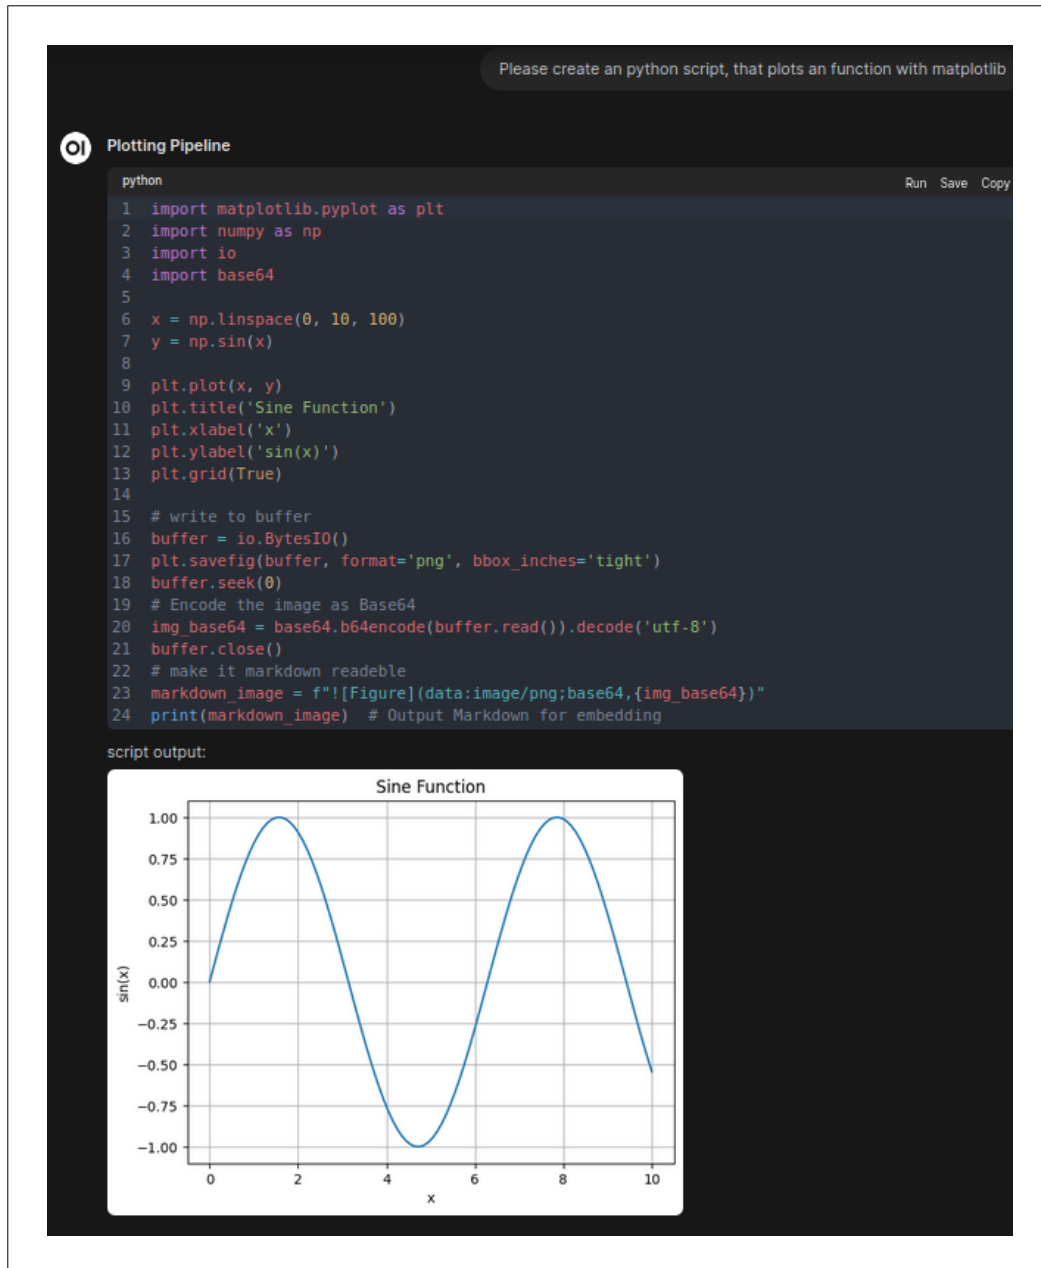 Please create an python script, that plots an function with matplotlib
OI
Plotting Pipeline
python
Run Save Copy
1 import matplotlib.pyplot as plt
2 import numpy as np
3 import io
4 import base64
5
6 x = np.linspace(0, 10, 100)
7 y = np.sin(x)
8
9 plt.plot(x, y)
10 plt.title('Sine Function')
11 plt.xlabel('x')
12 plt.ylabel('sin(x)')
13 plt.grid(True)
14
15 # write to buffer
16 buffer = io.BytesIO()
17 plt.savefig(buffer, format='png', bbox_inches='tight')
18 buffer.seek(0)
19 # Encode the image as Base64
20 img_base64 = base64.b64encode(buffer.read()).decode('utf-8')
21 buffer.close()
22 # make it markdown readeble
23 markdown_image = f"![Figure](data:image/png;base64,{img_base64})"
24 print(markdown_image)  # Output Markdown for embedding
script output:
Sine Function
1.00
0.75
0.50
0.25
0.00
−0.25
−0.50
−0.75
−1.00
sin(x)
0 2 4 6 8 10
x